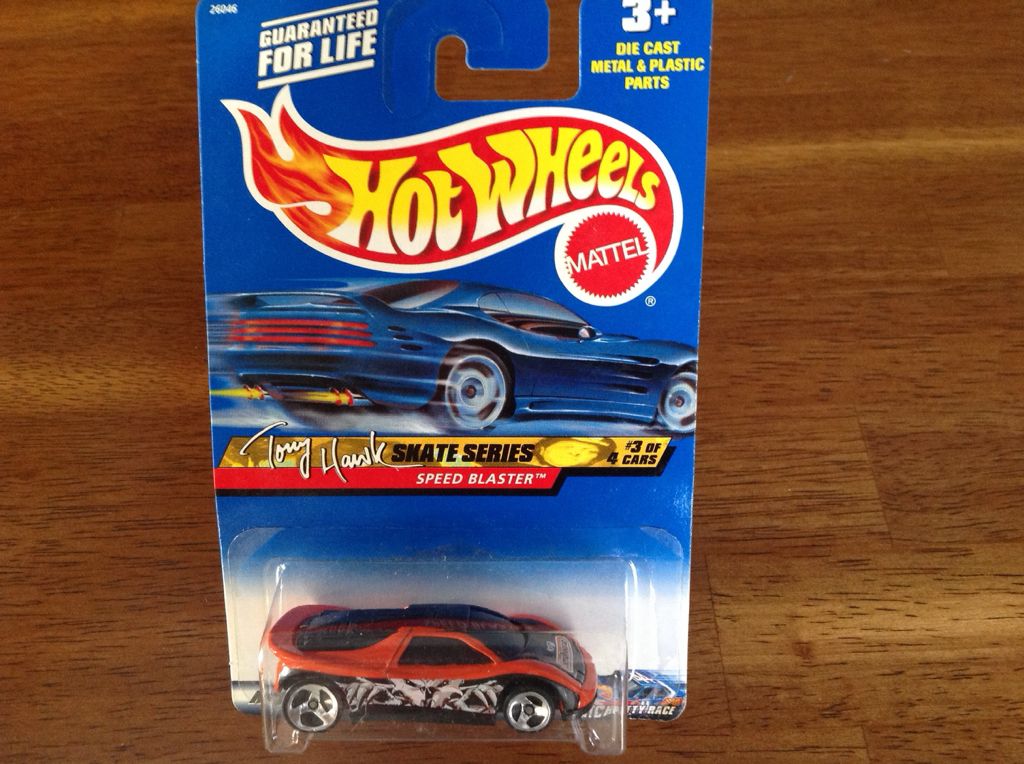 26046
GUARANTEED
FOR LIFE
3+
DIE CAST
METAL & PLASTIC
PARTS
HOT WHEELS
MATTEL
®
Tony Hawk SKATE SERIES
#3 OF
4 CARS
SPEED BLASTER™
RACE